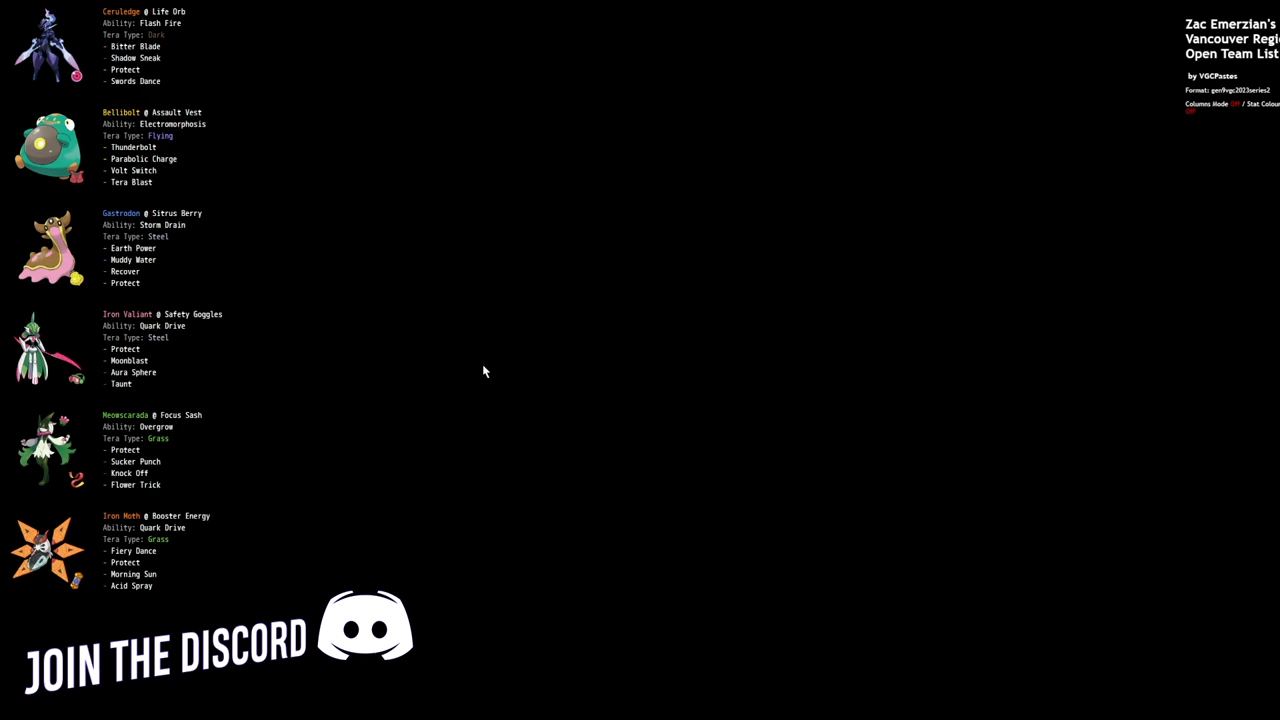 Ceruledge @ Life Orb
Ability: Flash Fire
Tera Type: Dark
- Bitter Blade
- Shadow Sneak
- Protect
- Swords Dance
Bellibolt @ Assault Vest
Ability: Electromorphosis
Tera Type: Flying
- Thunderbolt
- Parabolic Charge
- Volt Switch
- Tera Blast
Gastrodon @ Sitrus Berry
Ability: Storm Drain
Tera Type: Steel
- Earth Power
- Muddy Water
- Recover
- Protect
Iron Valiant @ Safety Goggles
Ability: Quark Drive
Tera Type: Steel
- Protect
- Moonblast
- Aura Sphere
- Taunt
Meowscarada @ Focus Sash
Ability: Overgrow
Tera Type: Grass
- Protect
- Sucker Punch
- Knock Off
- Flower Trick
Iron Moth @ Booster Energy
Ability: Quark Drive
Tera Type: Grass
- Fiery Dance
- Protect
- Morning Sun
- Acid Spray
JOIN THE DISCORD
Zac Emerzian's
Vancouver Regi
Open Team List
by VGCPastes
Format: gen9vgc2023series2
Columns Mode Off / Stat Colou
Off